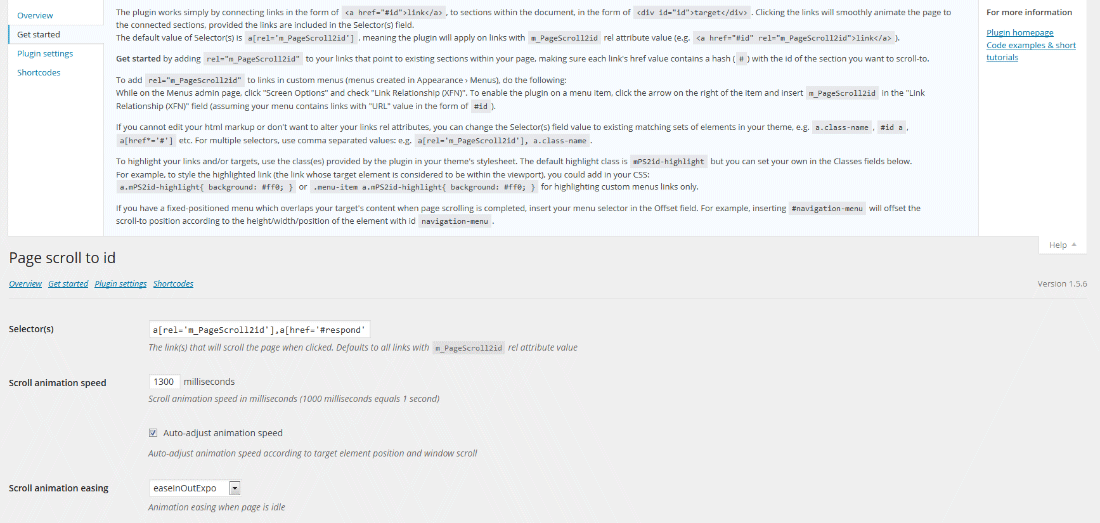 Overview
Get started
Plugin settings
Shortcodes
The plugin works simply by connecting links in the form of <a href="#id">link</a>, to sections within the document, in the form of <div id="id">target</div>. Clicking the links will smoothly animate the page to
the connected sections, provided the links are included in the Selector(s) field.
The default value of Selector(s) is a[rel='m_PageScroll2id'], meaning the plugin will apply on links with m_PageScroll2id rel attribute value (e.g. <a href="#id" rel="m_PageScroll2id">link</a>).
Get started by adding rel="m_PageScroll2id" to your links that point to existing sections within your page, making sure each link's href value contains a hash (#) with the id of the section you want to scroll-to.
To add rel="m_PageScroll2id" to links in custom menus (menus created in Appearance › Menus), do the following:
While on the Menus admin page, click "Screen Options" and check "Link Relationship (XFN)". To enable the plugin on a menu item, click the arrow on the right of the item and insert m_PageScroll2id in the "Link
Relationship (XFN)" field (assuming your menu contains links with "URL" value in the form of #id).
If you cannot edit your html markup or don't want to alter your links rel attributes, you can change the Selector(s) field value to existing matching sets of elements in your theme, e.g. a.class-name, #id a,
a[href*='#'] etc. For multiple selectors, use comma separated values: e.g. a[rel='m_PageScroll2id'], a.class-name.
To highlight your links and/or targets, use the class(es) provided by the plugin in your theme's stylesheet. The default highlight class is mPS2id-highlight but you can set your own in the Classes fields below.
For example, to style the highlighted link (the link whose target element is considered to be within the viewport), you could add in your CSS:
a.mPS2id-highlight{ background: #ff0; } or .menu-item a.mPS2id-highlight{ background: #ff0; } for highlighting custom menus links only.
If you have a fixed-positioned menu which overlaps your target's content when page scrolling is completed, insert your menu selector in the Offset field. For example, inserting #navigation-menu will offset the
scroll-to position according to the height/width/position of the element with id navigation-menu.
For more information
Plugin homepage
Code examples & short
tutorials
Help
Page scroll to id
Overview Get started Plugin settings Shortcodes
Version 1.5.6
Selector(s)
a[rel='m_PageScroll2id'],a[href='#respond'
The link(s) that will scroll the page when clicked. Defaults to all links with m_PageScroll2id rel attribute value
Scroll animation speed
1300 milliseconds
Scroll animation speed in milliseconds (1000 milliseconds equals 1 second)
Auto-adjust animation speed
Auto-adjust animation speed according to target element position and window scroll
Scroll animation easing
easeInOutExpo
Animation easing when page is idle